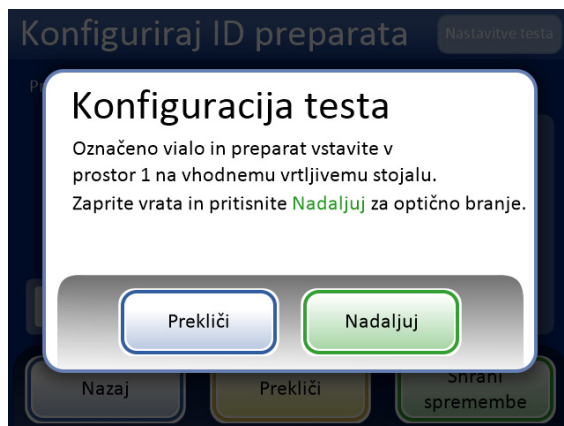 Konfiguriraj ID preparata
Nastavitve testa
Konfiguracija testa
Označeno vialo in preparat vstavite v
prostor 1 na vhodnemu vrtljivemu stojalu.
Zaprite vrata in pritisnite Nadaljuj za optično branje.
Prekliči
Nadaljuj
Nazaj
Prekliči
Shrani
spremembe